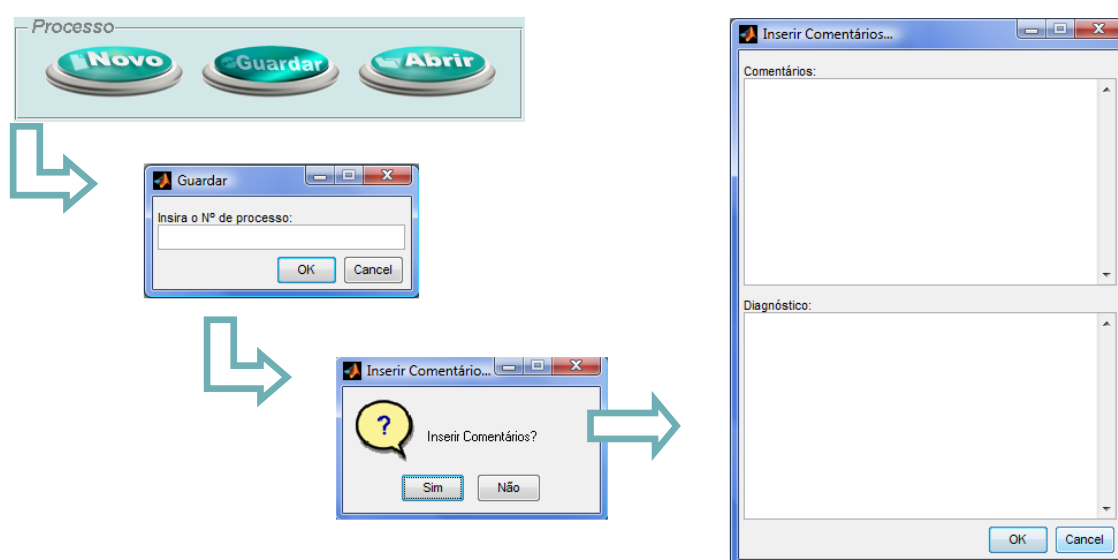 Processo
Novo
Guardar
Abrir
Guardar
Insira o Nº de processo:
OK
Cancel
Inserir Comentário...
?
Inserir Comentários?
Sim
Não
Inserir Comentários...
Comentários:
Diagnóstico:
OK
Cancel